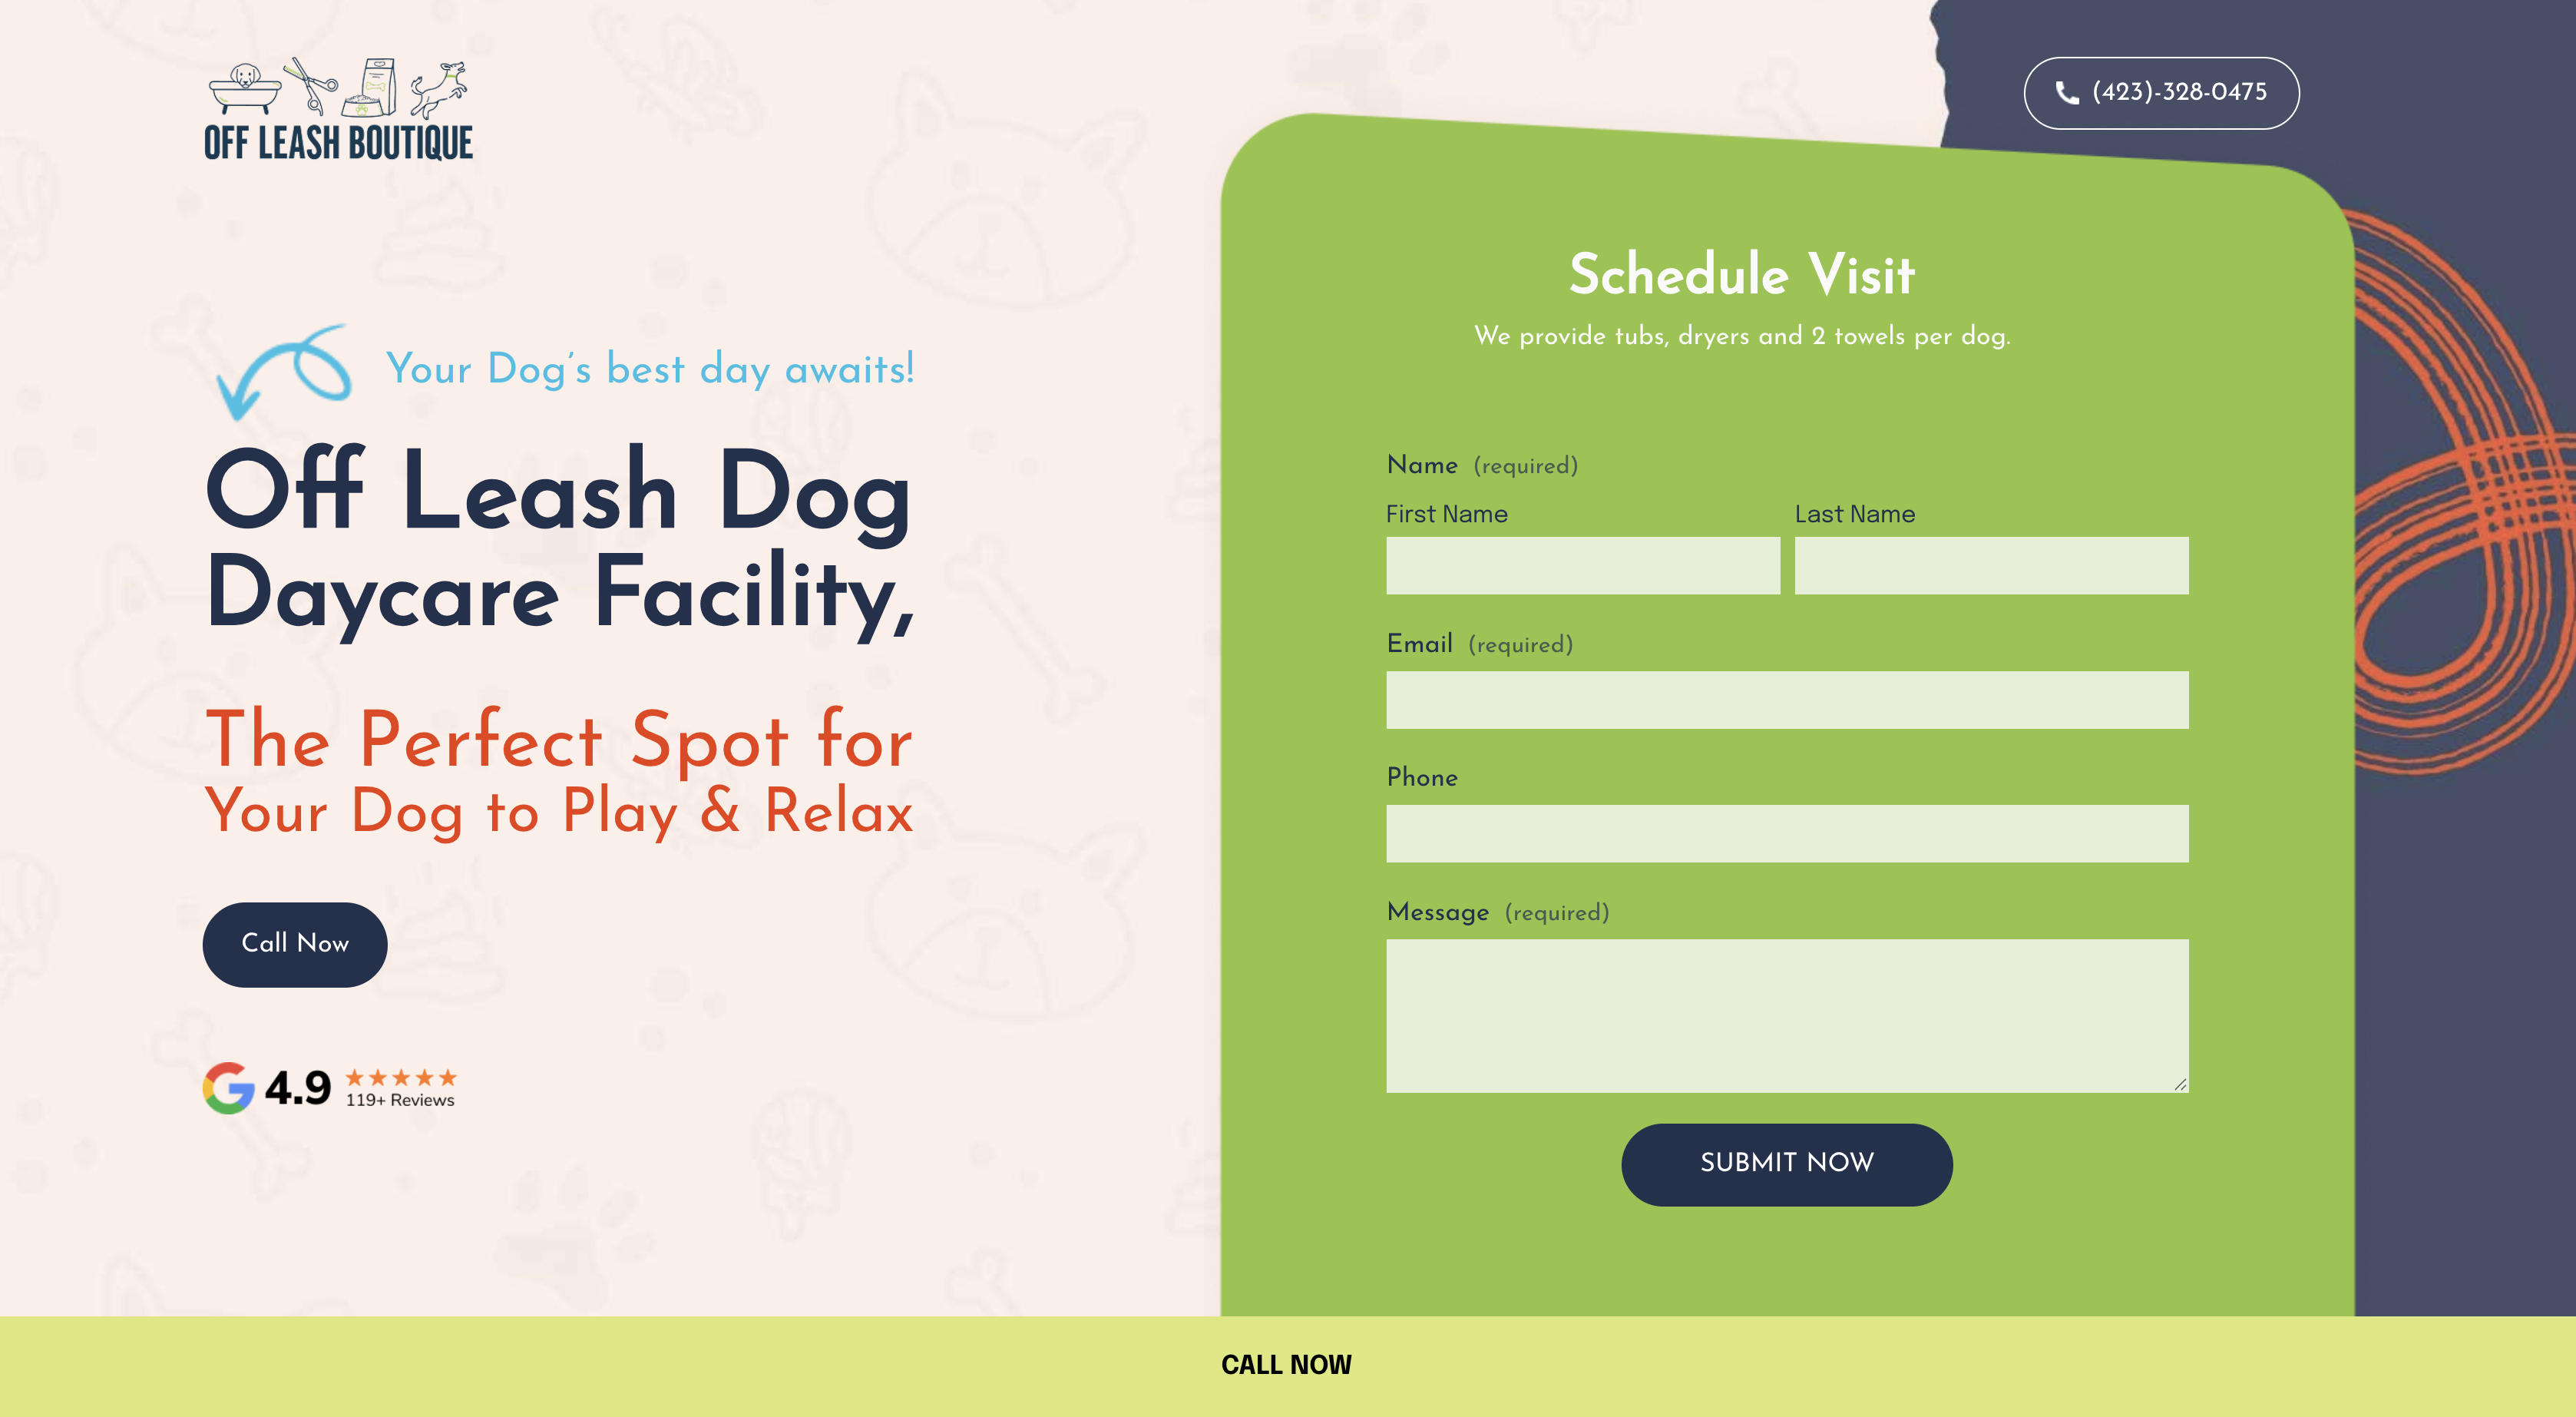 OFF LEASH BOUTIQUE
(423)-328-0475
Your Dog's best day awaits!
Off Leash Dog
Daycare Facility,
The Perfect Spot for
Your Dog to Play & Relax
Call Now
4.9
119+ Reviews
Schedule Visit
We provide tubs, dryers and 2 towels per dog.
Name (required)
First Name Last Name
Email (required)
Phone
Message (required)
SUBMIT NOW
CALL NOW